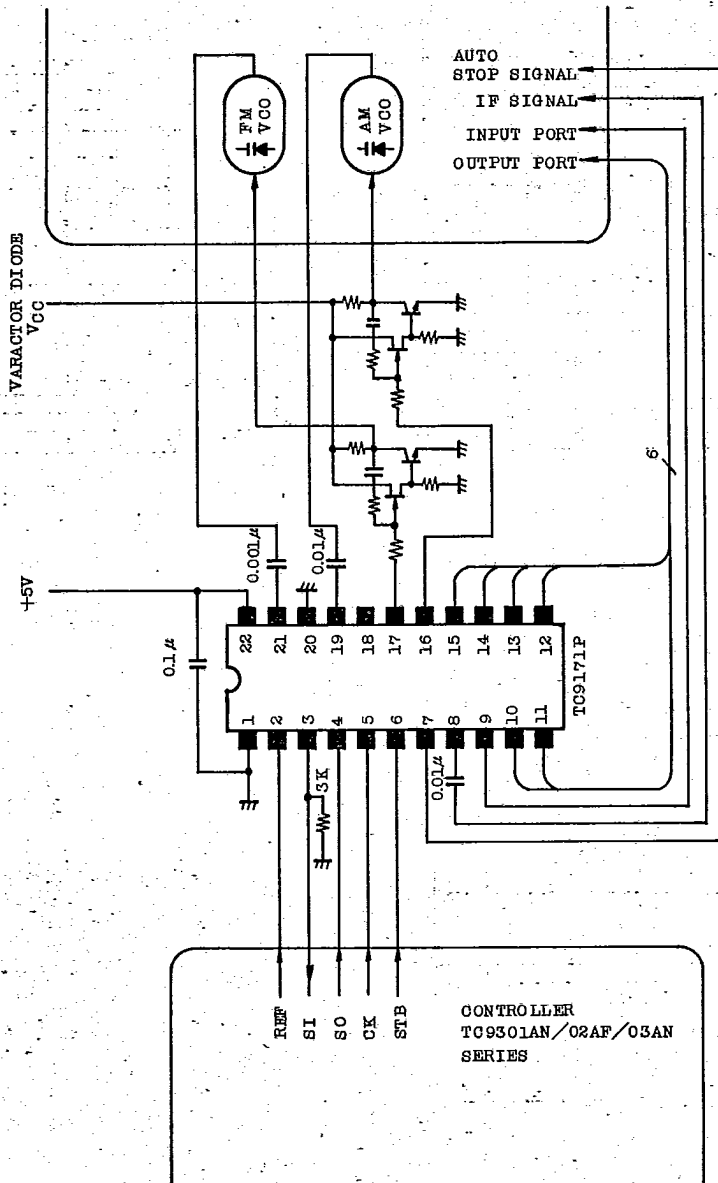 AUTO
STOP SIGNAL
IF SIGNAL
INPUT PORT
OUTPUT PORT
FM
VCO
AM
VCO
VARACTOR DIODE
VCC
+5V
0.1μ
0.001μ
0.01μ
6
22
21
20
19
18
17
16
15
14
13
12
1
2
3
4
5
6
7
8
9
10
11
TC9171P
3K
0.01μ
REF
SI
SO
CK
STB
CONTROLLER
TC9301AN/02AF/03AN
SERIES